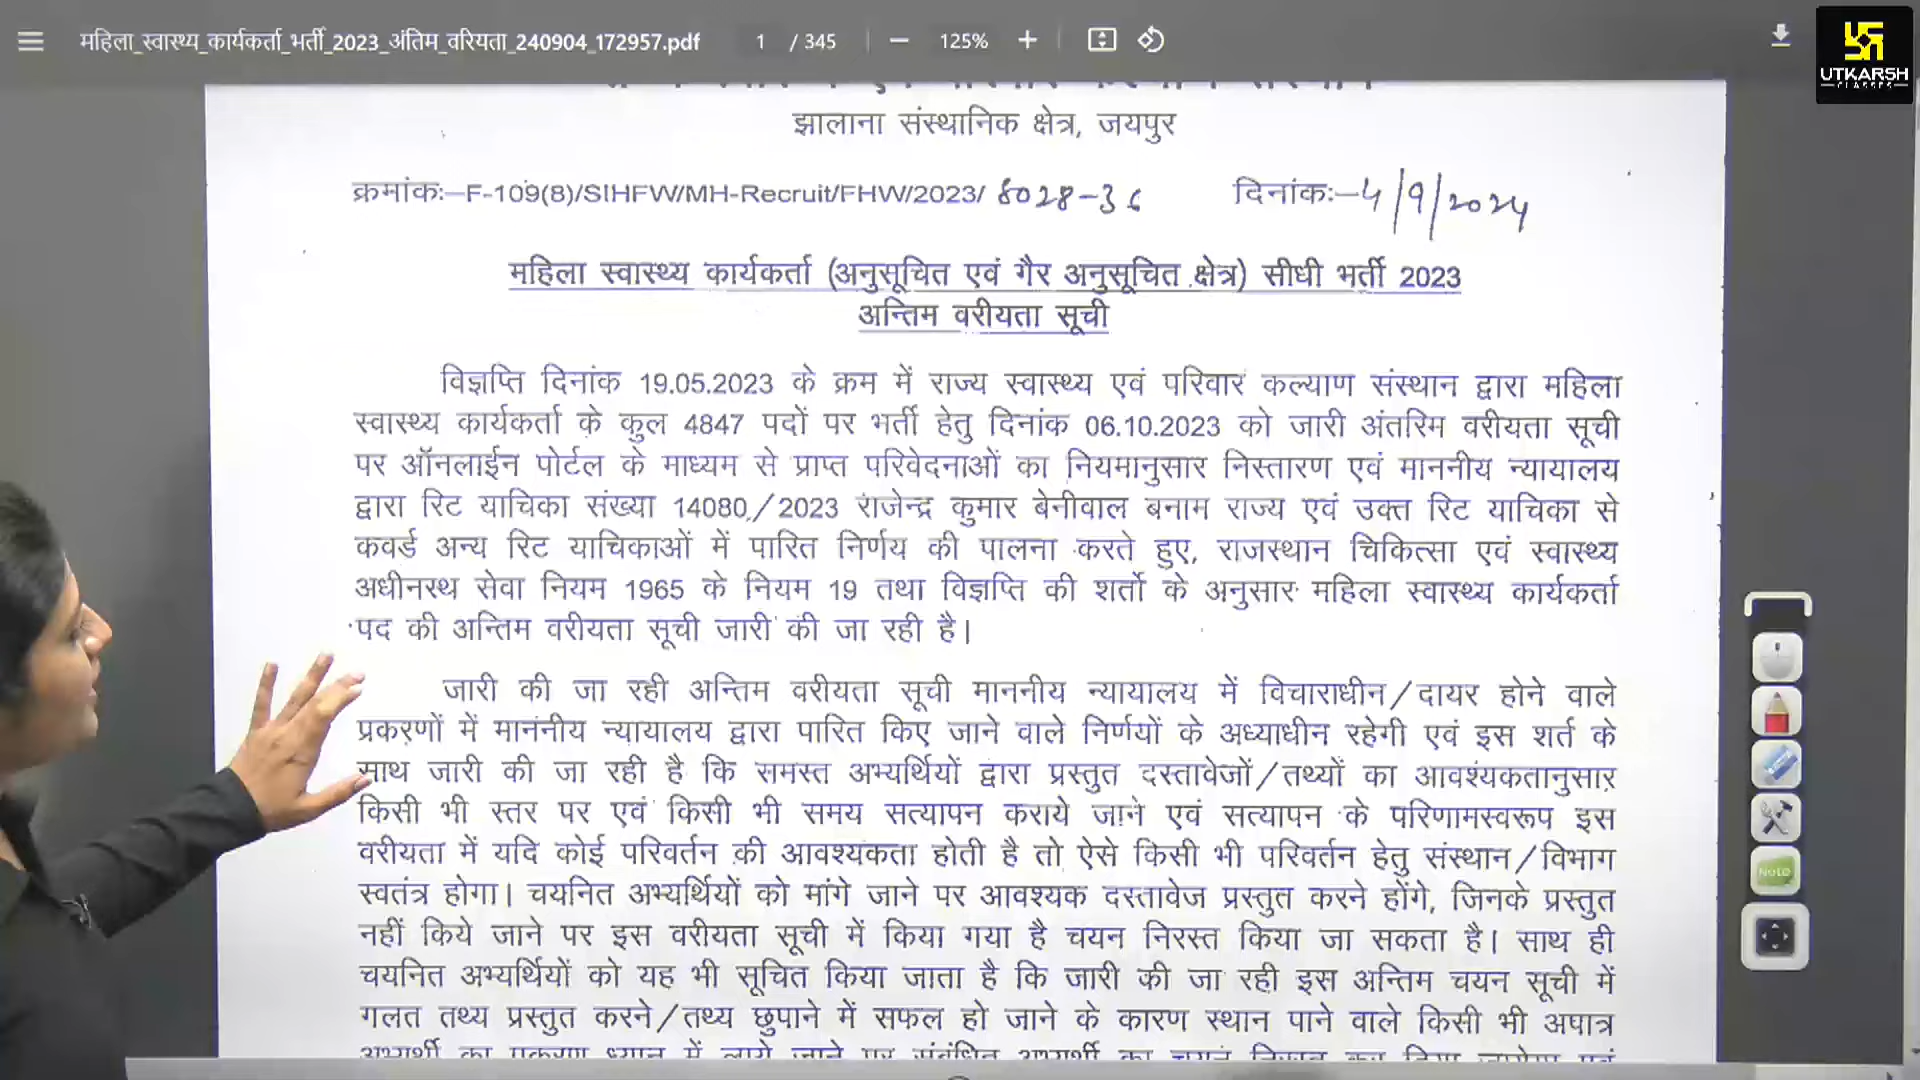 महिला_स्वास्थ्य_कार्यकर्ता_भर्ती_2023_अंतिम_वरियता_240904_172957.pdf 1 / 345 125%
UTKARSH
CLASSES
झालाना संस्थानिक क्षेत्र, जयपुर
क्रमांकः–F-109(8)/SIHFW/MH-Recruit/FHW/2023/ 8028-36 दिनांकः–4/9/2024
महिला स्वास्थ्य कार्यकर्ता (अनुसूचित एवं गैर अनुसूचित क्षेत्र) सीधी भर्ती 2023
अन्तिम वरीयता सूची
विज्ञप्ति दिनांक 19.05.2023 के क्रम में राज्य स्वास्थ्य एवं परिवार कल्याण संस्थान द्वारा महिला
स्वास्थ्य कार्यकर्ता के कुल 4847 पदों पर भर्ती हेतु दिनांक 06.10.2023 को जारी अंतरिम वरीयता सूची
पर ऑनलाईन पोर्टल के माध्यम से प्राप्त परिवेदनाओं का नियमानुसार निस्तारण एवं माननीय न्यायालय
द्वारा रिट याचिका संख्या 14080/2023 राजेन्द्र कुमार बेनीवाल बनाम राज्य एवं उक्त रिट याचिका से
कवर्ड अन्य रिट याचिकाओं में पारित निर्णय की पालना करते हुए, राजस्थान चिकित्सा एवं स्वास्थ्य
अधीनस्थ सेवा नियम 1965 के नियम 19 तथा विज्ञप्ति की शर्तो के अनुसार महिला स्वास्थ्य कार्यकर्ता
पद की अन्तिम वरीयता सूची जारी की जा रही है।
जारी की जा रही अन्तिम वरीयता सूची माननीय न्यायालय में विचाराधीन/दायर होने वाले
प्रकरणों में माननीय न्यायालय द्वारा पारित किए जाने वाले निर्णयों के अध्याधीन रहेगी एवं इस शर्त के
साथ जारी की जा रही है कि समस्त अभ्यर्थियों द्वारा प्रस्तुत दस्तावेजों/तथ्यों का आवश्यकतानुसार
किसी भी स्तर पर एवं किसी भी समय सत्यापन कराये जाने एवं सत्यापन के परिणामस्वरूप इस
वरीयता में यदि कोई परिवर्तन की आवश्यकता होती है तो ऐसे किसी भी परिवर्तन हेतु संस्थान/विभाग
स्वतंत्र होगा। चयनित अभ्यर्थियों को मांगे जाने पर आवश्यक दस्तावेज प्रस्तुत करने होंगे, जिनके प्रस्तुत
नहीं किये जाने पर इस वरीयता सूची में किया गया है चयन निरस्त किया जा सकता है। साथ ही
चयनित अभ्यर्थियों को यह भी सूचित किया जाता है कि जारी की जा रही इस अन्तिम चयन सूची में
गलत तथ्य प्रस्तुत करने/तथ्य छुपाने में सफल हो जाने के कारण स्थान पाने वाले किसी भी अपात्र
Note